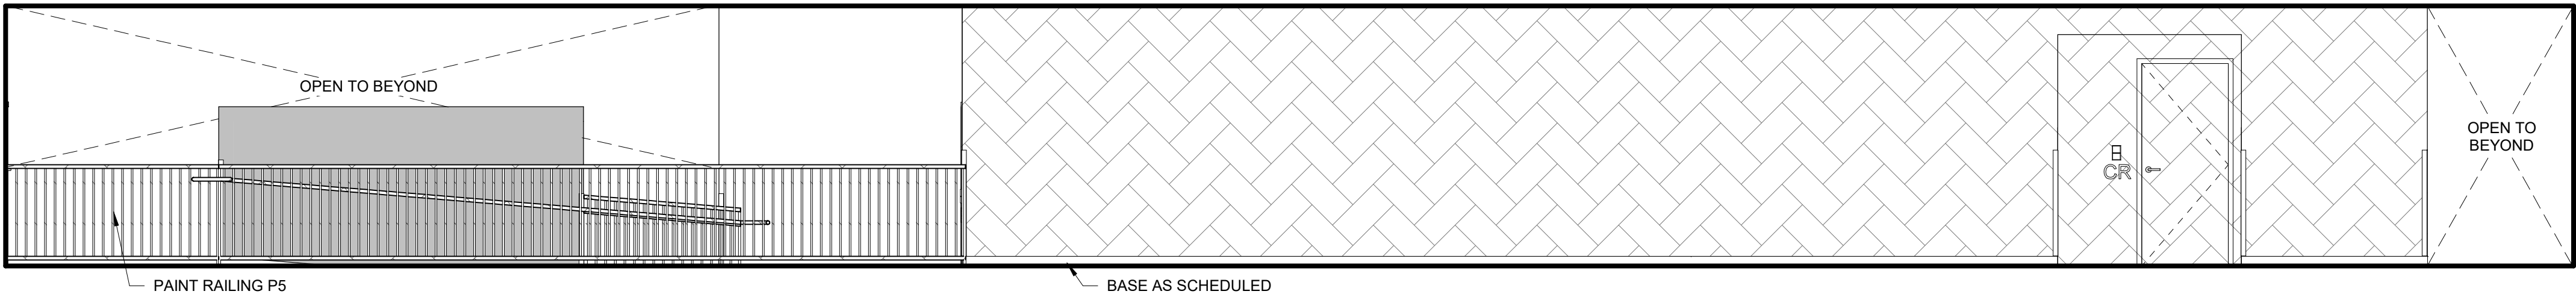 OPEN TO BEYOND
OPEN TO
BEYOND
CR
PAINT RAILING P5
BASE AS SCHEDULED